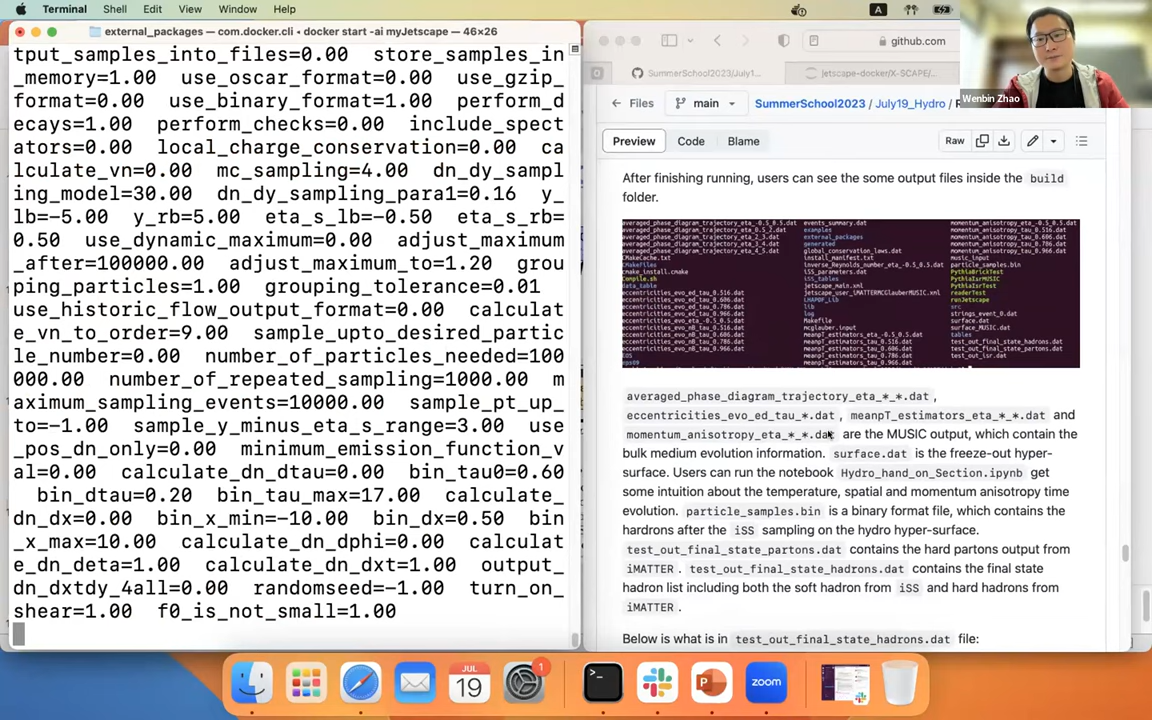 Terminal Shell Edit View Window Help
A
external_packages — com.docker.cli ◂ docker start -ai myJetscape — 46×26
tput_samples_into_files=0.00 store_samples_in
_memory=1.00 use_oscar_format=0.00 use_gzip_
format=0.00 use_binary_format=1.00 perform_d
ecays=1.00 perform_checks=0.00 include_spect
ators=0.00 local_charge_conservation=0.00 ca
lculate_vn=0.00 mc_sampling=4.00 dn_dy_sampl
ing_model=30.00 dn_dy_sampling_para1=0.16 y_
lb=-5.00 y_rb=5.00 eta_s_lb=-0.50 eta_s_rb=
0.50 use_dynamic_maximum=0.00 adjust_maximum
_after=100000.00 adjust_maximum_to=1.20 grou
ping_particles=1.00 grouping_tolerance=0.01
use_historic_flow_output_format=0.00 calculat
e_vn_to_order=9.00 sample_upto_desired_partic
le_number=0.00 number_of_particles_needed=100
000.00 number_of_repeated_sampling=1000.00 m
aximum_sampling_events=10000.00 sample_pt_up_
to=-1.00 sample_y_minus_eta_s_range=3.00 use
_pos_dn_only=0.00 minimum_emission_function_v
al=0.00 calculate_dn_dtau=0.00 bin_tau0=0.60
bin_dtau=0.20 bin_tau_max=17.00 calculate_
dn_dx=0.00 bin_x_min=-10.00 bin_dx=0.50 bin
_x_max=10.00 calculate_dn_dphi=0.00 calculat
e_dn_deta=1.00 calculate_dn_dxt=1.00 output_
dn_dxtdy_4all=0.00 randomseed=-1.00 turn_on_
shear=1.00 f0_is_not_small=1.00
github.com
SummerSchool2023/July1...
jetscape-docker/X-SCAPE/...
Wenbin Zhao
Files
main
SummerSchool2023 / July19_Hydro /
Preview
Code
Blame
Raw
After finishing running, users can see the some output files inside the build
folder.
averaged_phase_diagram_trajectory_eta_*_*.dat ,
eccentricities_evo_ed_tau_*.dat , meanpT_estimators_eta_*_*.dat and
momentum_anisotropy_eta_*_*.dat are the MUSIC output, which contain the
bulk medium evolution information. surface.dat is the freeze-out hyper-
surface. Users can run the notebook Hydro_hand_on_Section.ipynb get
some intuition about the temperature, spatial and momentum anisotropy time
evolution. particle_samples.bin is a binary format file, which contains the
hardrons after the iSS sampling on the hydro hyper-surface.
test_out_final_state_partons.dat contains the hard partons output from
iMATTER . test_out_final_state_hadrons.dat contains the final state
hadron list including both the soft hadron from iSS and hard hadrons from
iMATTER .
Below is what is in test_out_final_state_hadrons.dat file:
JUL
19
1
zoom